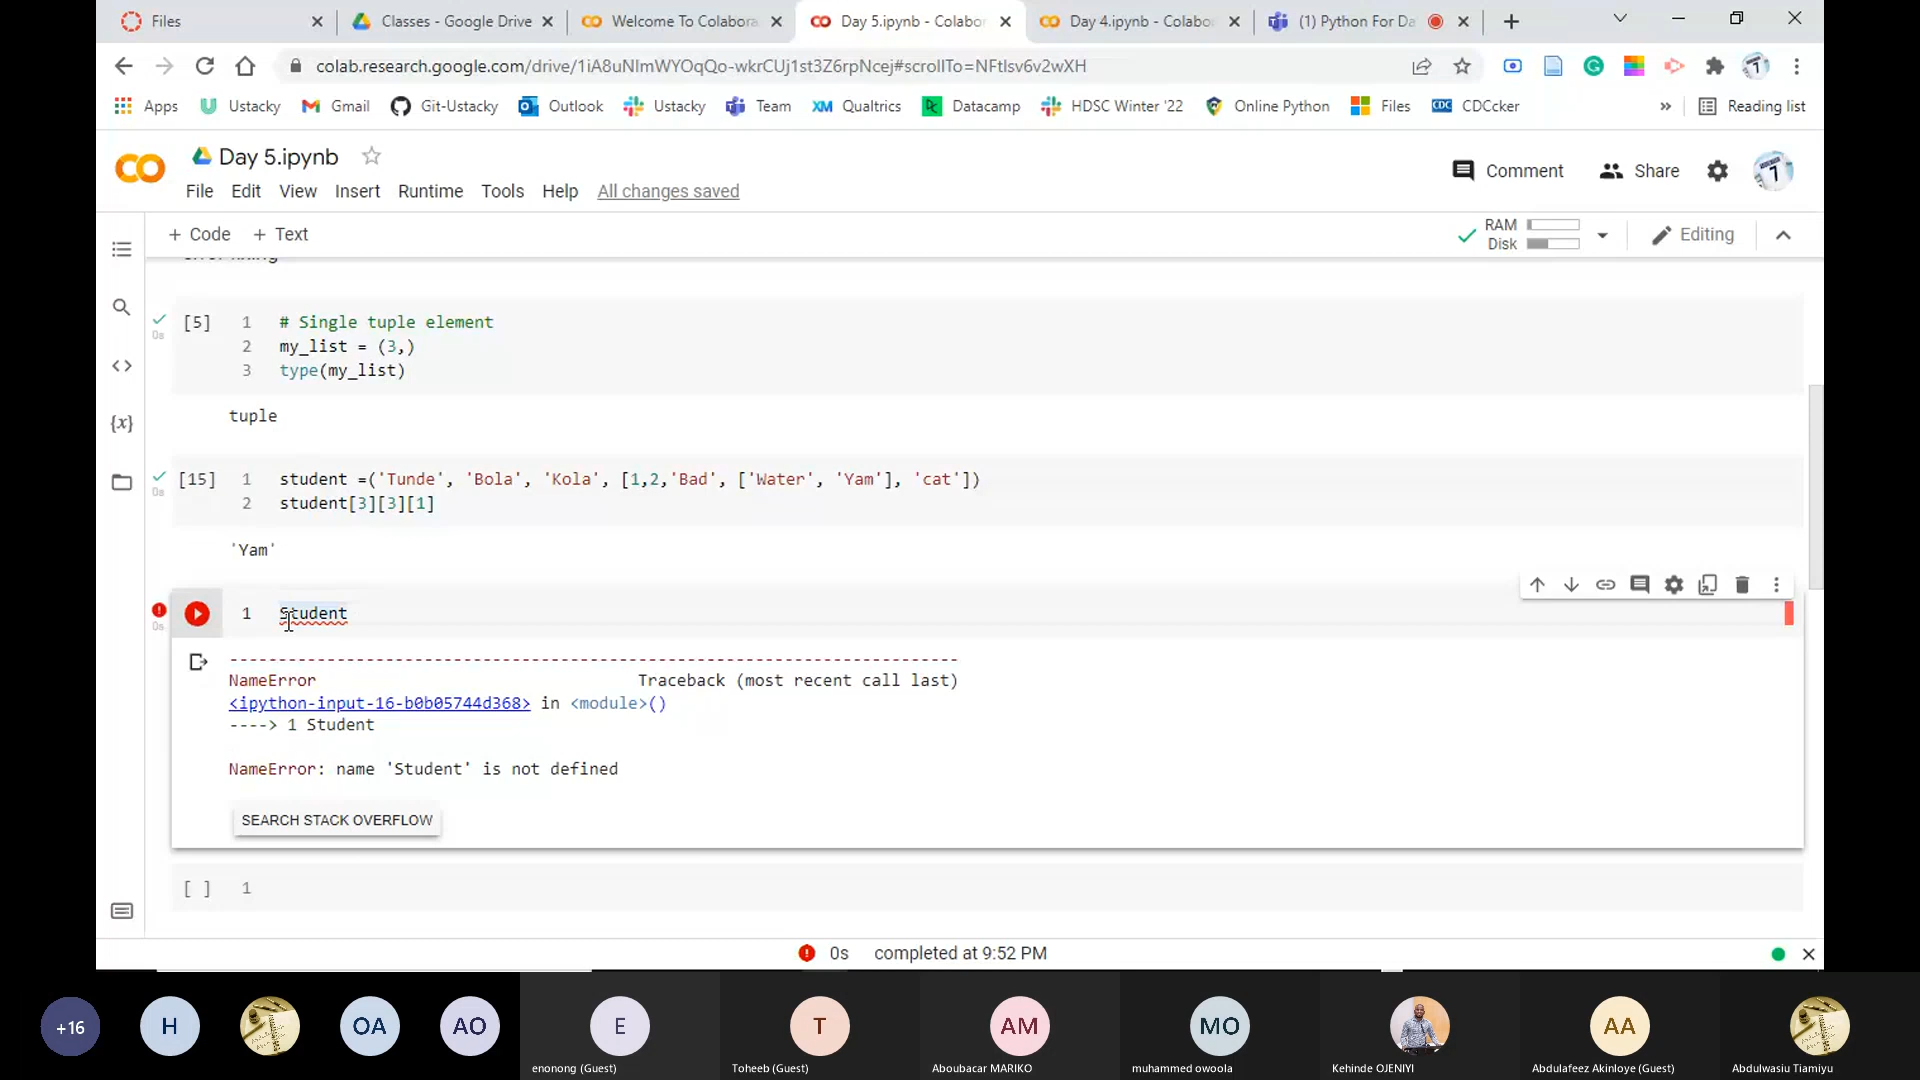 Files
Classes - Google Drive
Welcome To Colabora
Day 5.ipynb - Colabor
Day 4.ipynb - Colabor
(1) Python For Da
colab.research.google.com/drive/1iA8uNlmWYOqQo-wkrCUj1st3Z6rpNcej#scrollTo=NFtlsv6v2wXH
Apps
Ustacky
Gmail
Git-Ustacky
Outlook
Ustacky
Team
XM Qualtrics
Datacamp
HDSC Winter '22
Online Python
Files
CDC CDCcker
»
Reading list
Day 5.ipynb
Comment
Share
File Edit View Insert Runtime Tools Help All changes saved
+ Code + Text
RAM
Disk
Editing
[5]
0s
1 # Single tuple element
2 my_list = (3,)
3 type(my_list)
tuple
[15]
0s
1 student =('Tunde', 'Bola', 'Kola', [1,2,'Bad', ['Water', 'Yam'], 'cat'])
2 student[3][3][1]
'Yam'
0s
1 Student
---------------------------------------------------------------------------
NameError Traceback (most recent call last)
<ipython-input-16-b0b05744d368> in <module>()
----> 1 Student
NameError: name 'Student' is not defined
SEARCH STACK OVERFLOW
[ ] 1
0s completed at 9:52 PM
+16
H
OA
AO
E
T
AM
MO
AA
enonong (Guest)
Toheeb (Guest)
Aboubacar MARIKO
muhammed owoola
Kehinde OJENIYI
Abdulafeez Akinloye (Guest)
Abdulwasiu Tiamiyu